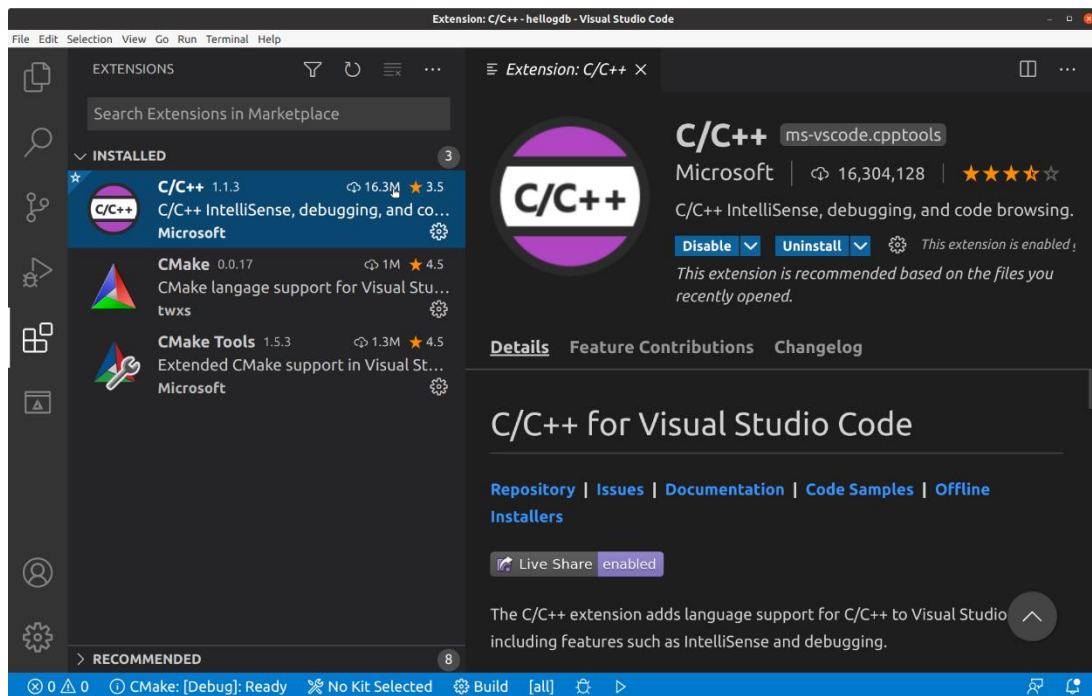 Extension: C/C++ - hellogdb - Visual Studio Code
File Edit Selection View Go Run Terminal Help
EXTENSIONS
Search Extensions in Marketplace
INSTALLED 3
C/C++ 1.1.3 16.3M 3.5
C/C++ IntelliSense, debugging, and co...
Microsoft
C/C++
CMake 0.0.17 1M 4.5
CMake langage support for Visual Stu...
twxs
CMake Tools 1.5.3 1.3M 4.5
Extended CMake support in Visual St...
Microsoft
RECOMMENDED 8
Extension: C/C++
C/C++
C/C++ ms-vscode.cpptools
Microsoft | 16,304,128 |
C/C++ IntelliSense, debugging, and code browsing.
Disable Uninstall This extension is enabled
This extension is recommended based on the files you
recently opened.
Details Feature Contributions Changelog
C/C++ for Visual Studio Code
Repository | Issues | Documentation | Code Samples | Offline
Installers
Live Share enabled
The C/C++ extension adds language support for C/C++ to Visual Studio
including features such as IntelliSense and debugging.
0 0 CMake: [Debug]: Ready No Kit Selected Build [all]